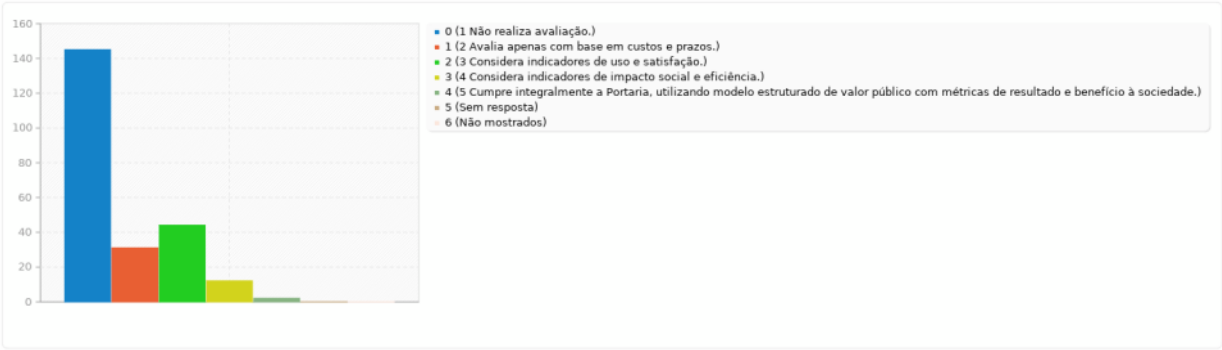 160
140
120
100
80
60
40
20
0
0 (1 Não realiza avaliação.)
1 (2 Avalia apenas com base em custos e prazos.)
2 (3 Considera indicadores de uso e satisfação.)
3 (4 Considera indicadores de impacto social e eficiência.)
4 (5 Cumpre integralmente a Portaria, utilizando modelo estruturado de valor público com métricas de resultado e benefício à sociedade.)
5 (Sem resposta)
6 (Não mostrados)